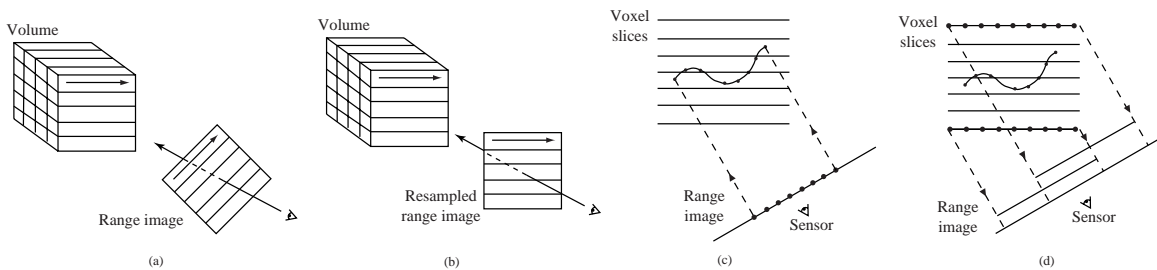 Volume
Range image
(a)
Volume
Resampled
range image
(b)
Voxel
slices
Range
image
Sensor
(c)
Voxel
slices
Range
image
Sensor
(d)